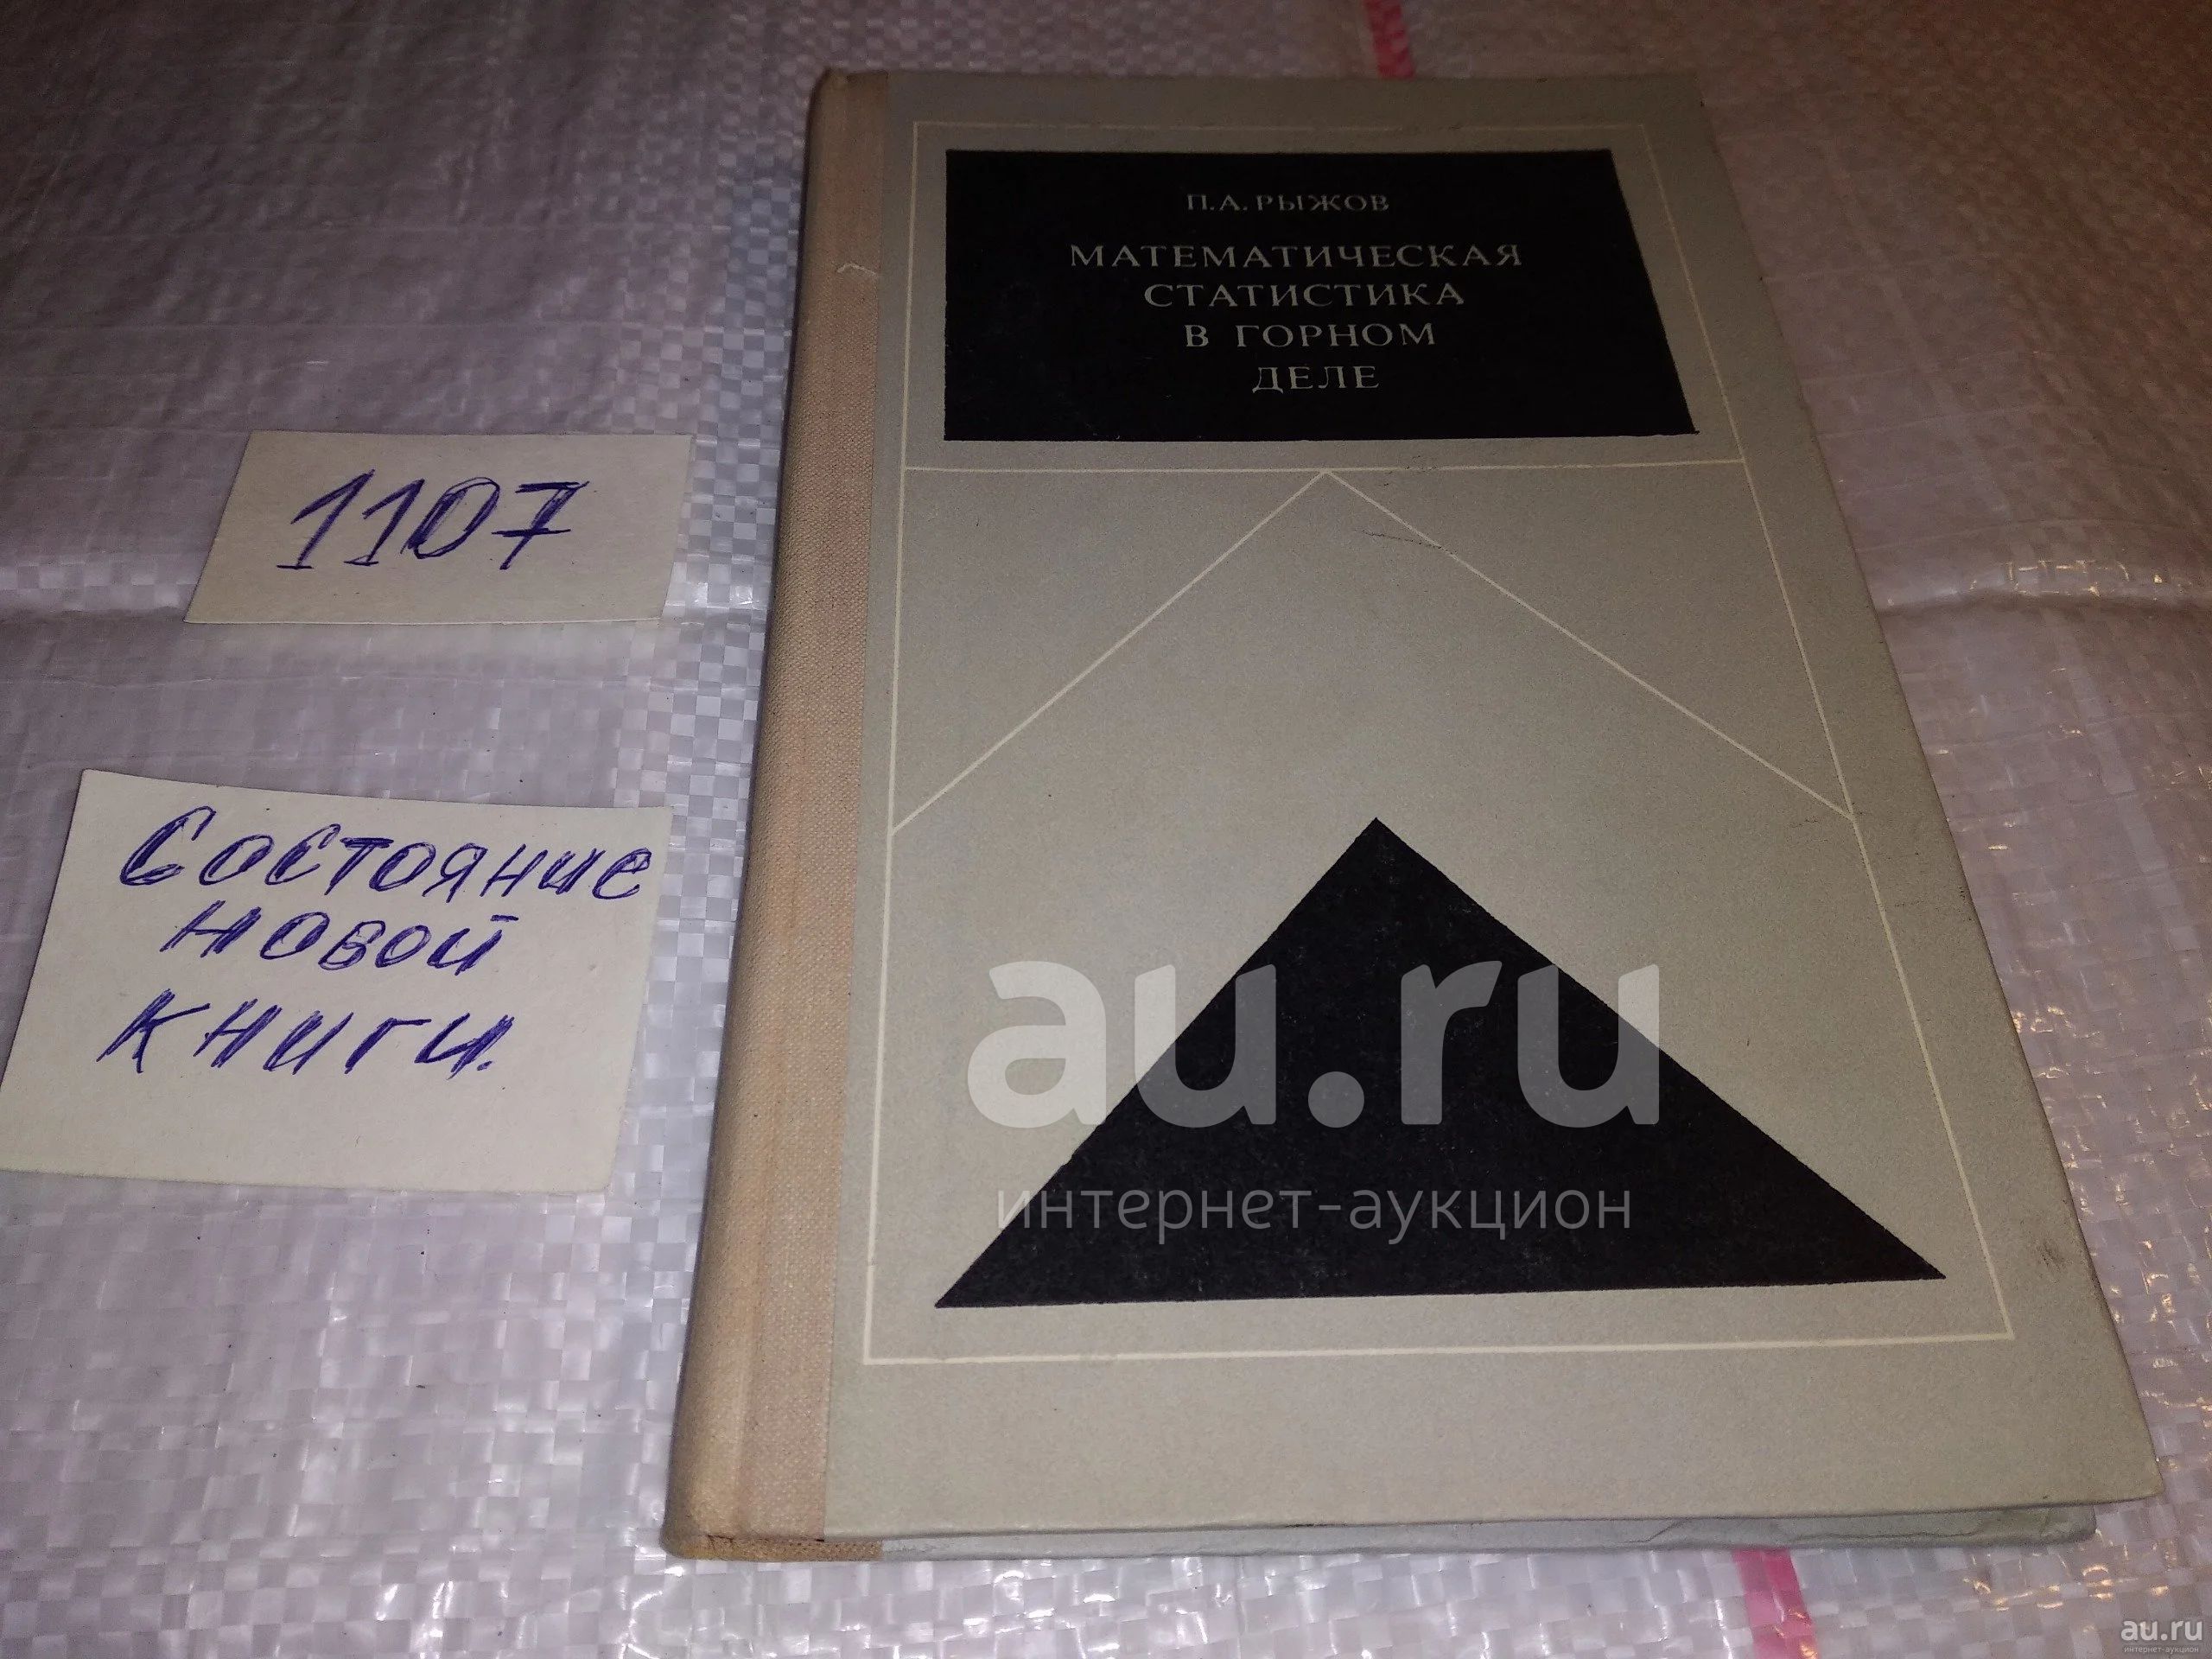 П.А. РЫЖОВ
МАТЕМАТИЧЕСКАЯ
СТАТИСТИКА
В ГОРНОМ
ДЕЛЕ
1107
Состояние
новой
книги.
au.ru
интернет-аукцион
au.ru
интернет-аукцион